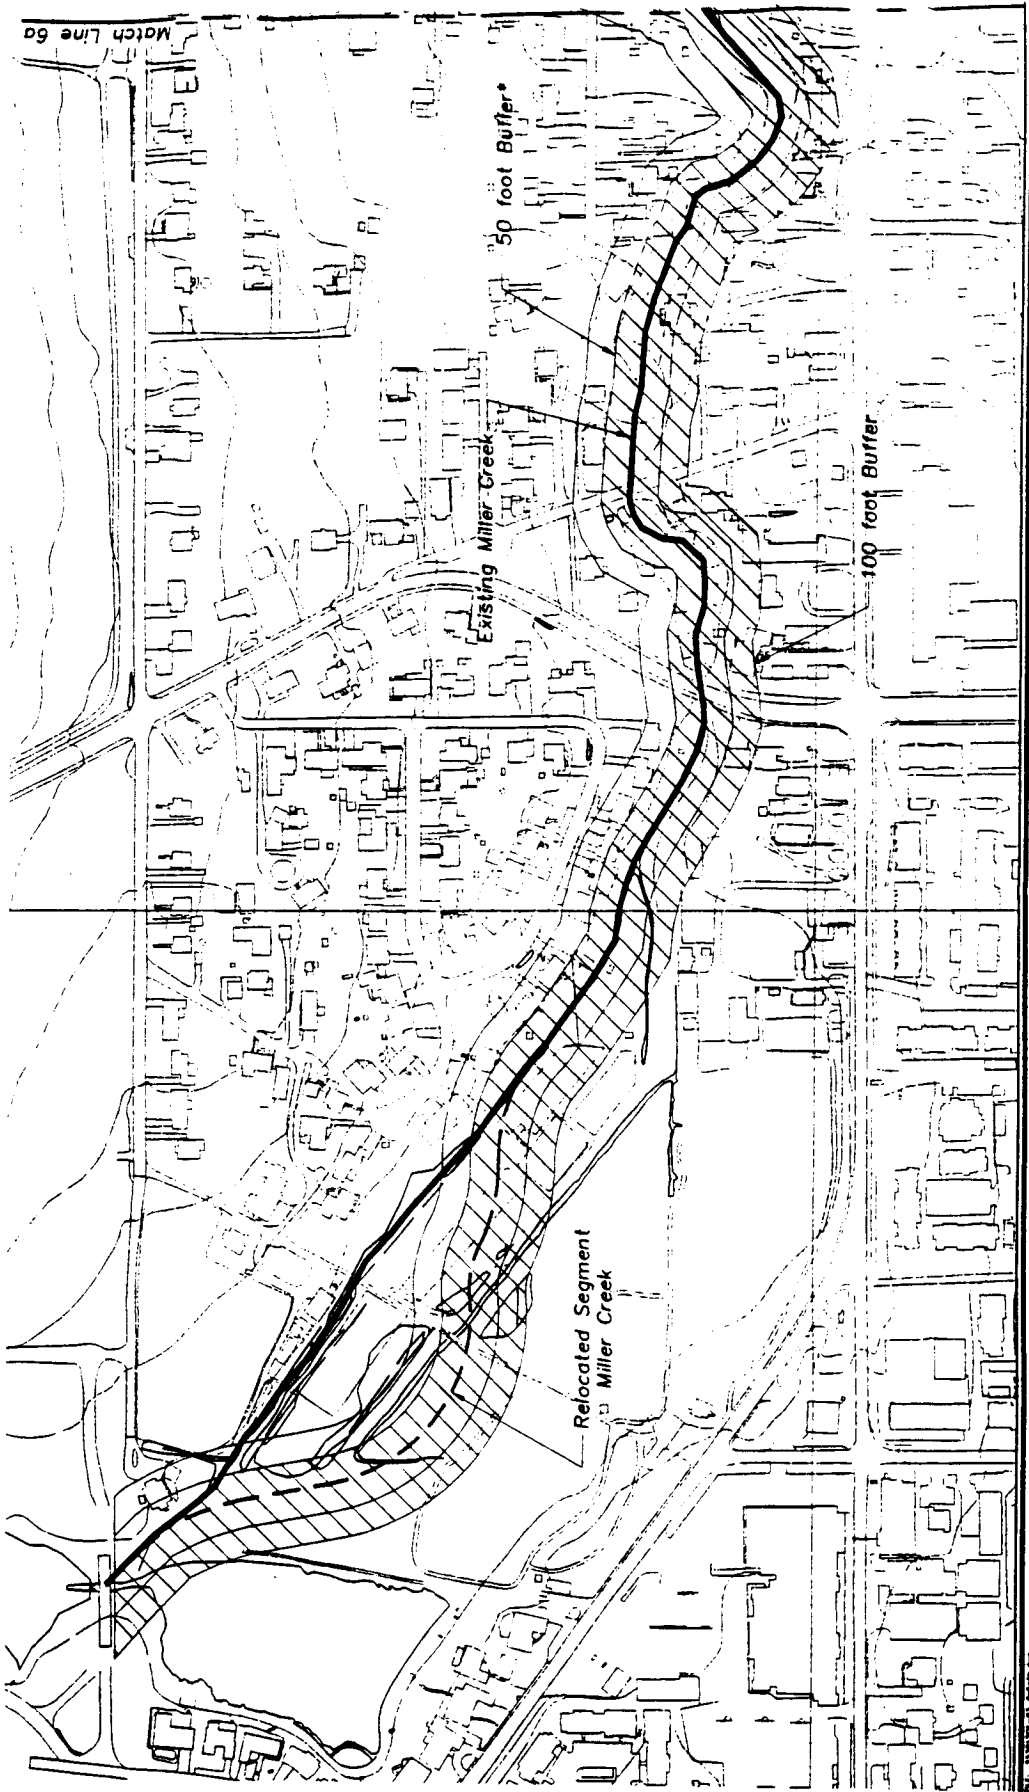 Match Line 6a
50 foot Buffer*
Existing Miller Creek
100 foot Buffer
Relocated Segment
Miller Creek